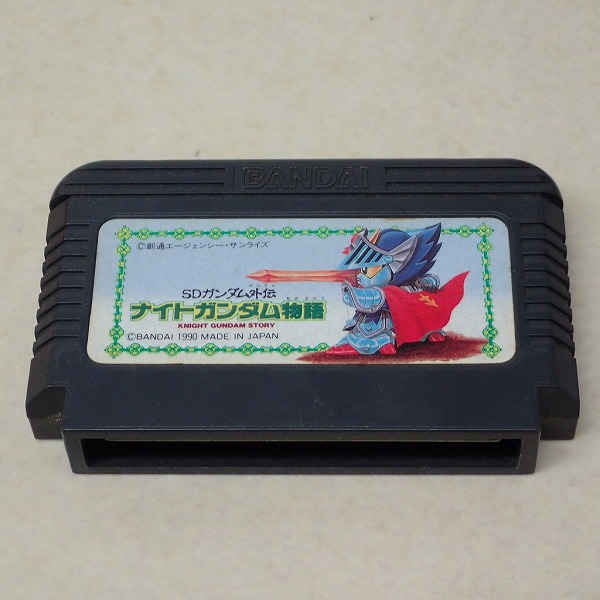 BANDAI
©創通エージェンシー・サンライズ
SDガンダム外伝
ナイトガンダム物語
KNIGHT GUNDAM STORY
©BANDAI 1990 MADE IN JAPAN